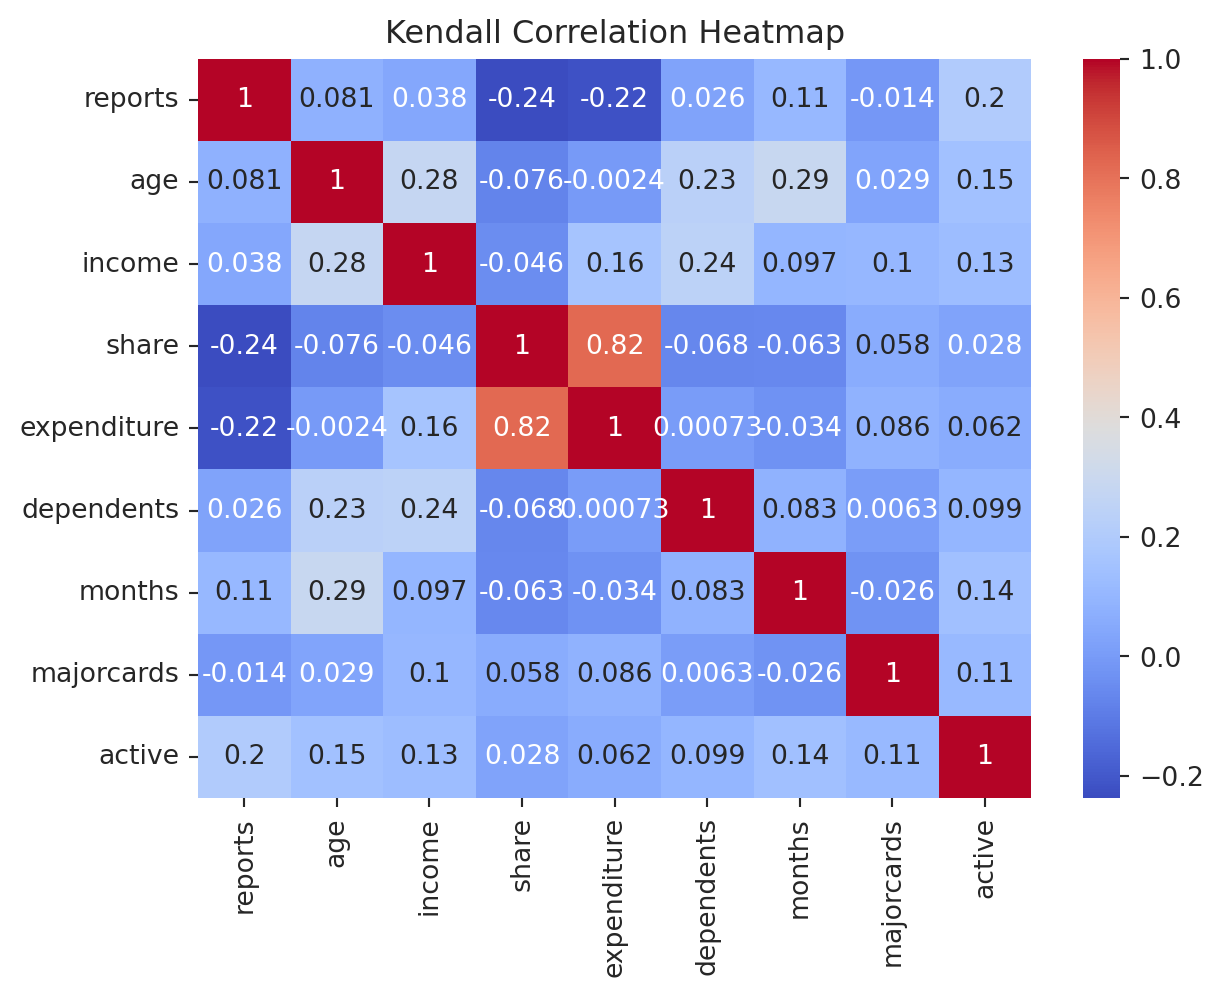 Kendall Correlation Heatmap
reports 1 0.081 0.038 -0.24 -0.22 0.026 0.11 -0.014 0.2
age 0.081 1 0.28 -0.076 -0.0024 0.23 0.29 0.029 0.15
income 0.038 0.28 1 -0.046 0.16 0.24 0.097 0.1 0.13
share -0.24 -0.076 -0.046 1 0.82 -0.068 -0.063 0.058 0.028
expenditure -0.22 -0.0024 0.16 0.82 1 0.00073 -0.034 0.086 0.062
dependents 0.026 0.23 0.24 -0.068 0.00073 1 0.083 0.0063 0.099
months 0.11 0.29 0.097 -0.063 -0.034 0.083 1 -0.026 0.14
majorcards -0.014 0.029 0.1 0.058 0.086 0.0063 -0.026 1 0.11
active 0.2 0.15 0.13 0.028 0.062 0.099 0.14 0.11 1
reports age income share expenditure dependents months majorcards active
1.0
0.8
0.6
0.4
0.2
0.0
−0.2